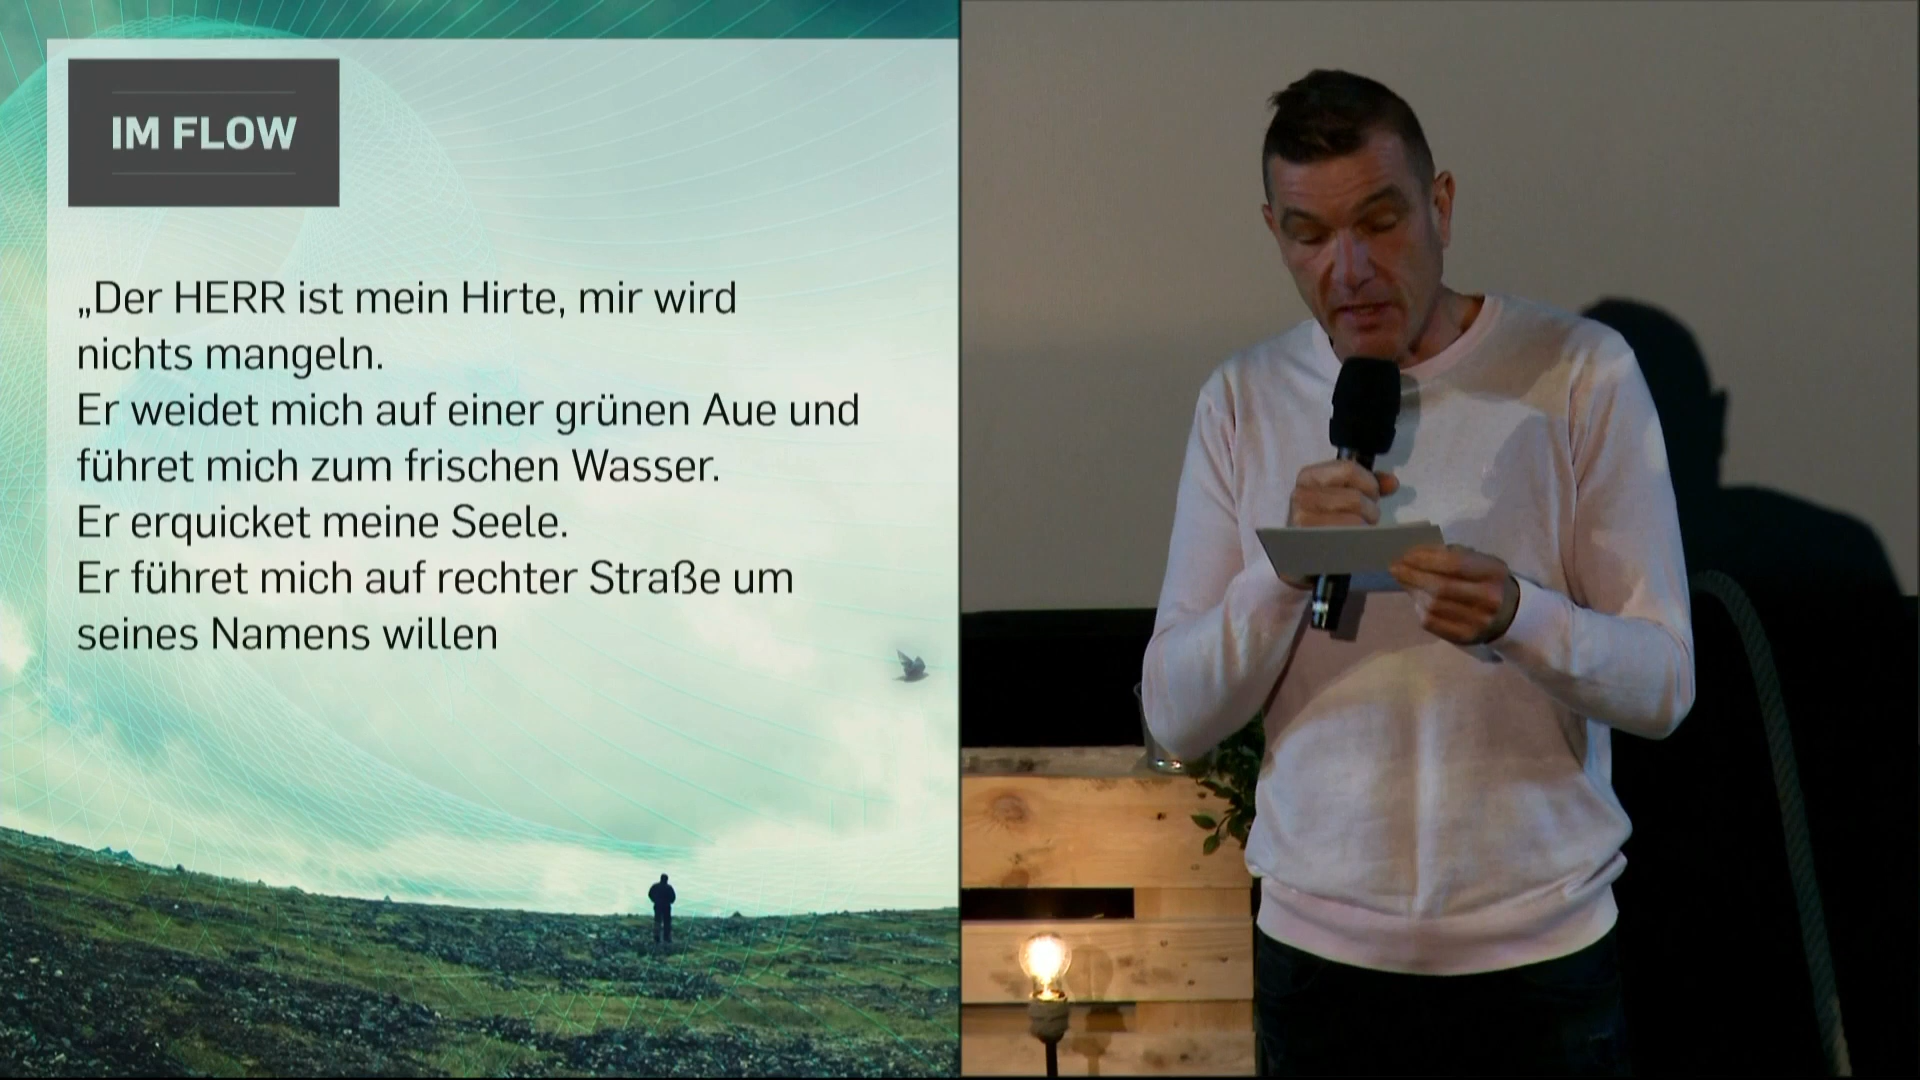 IM FLOW
„Der HERR ist mein Hirte, mir wird
nichts mangeln.
Er weidet mich auf einer grünen Aue und
führet mich zum frischen Wasser.
Er erquicket meine Seele.
Er führet mich auf rechter Straße um
seines Namens willen